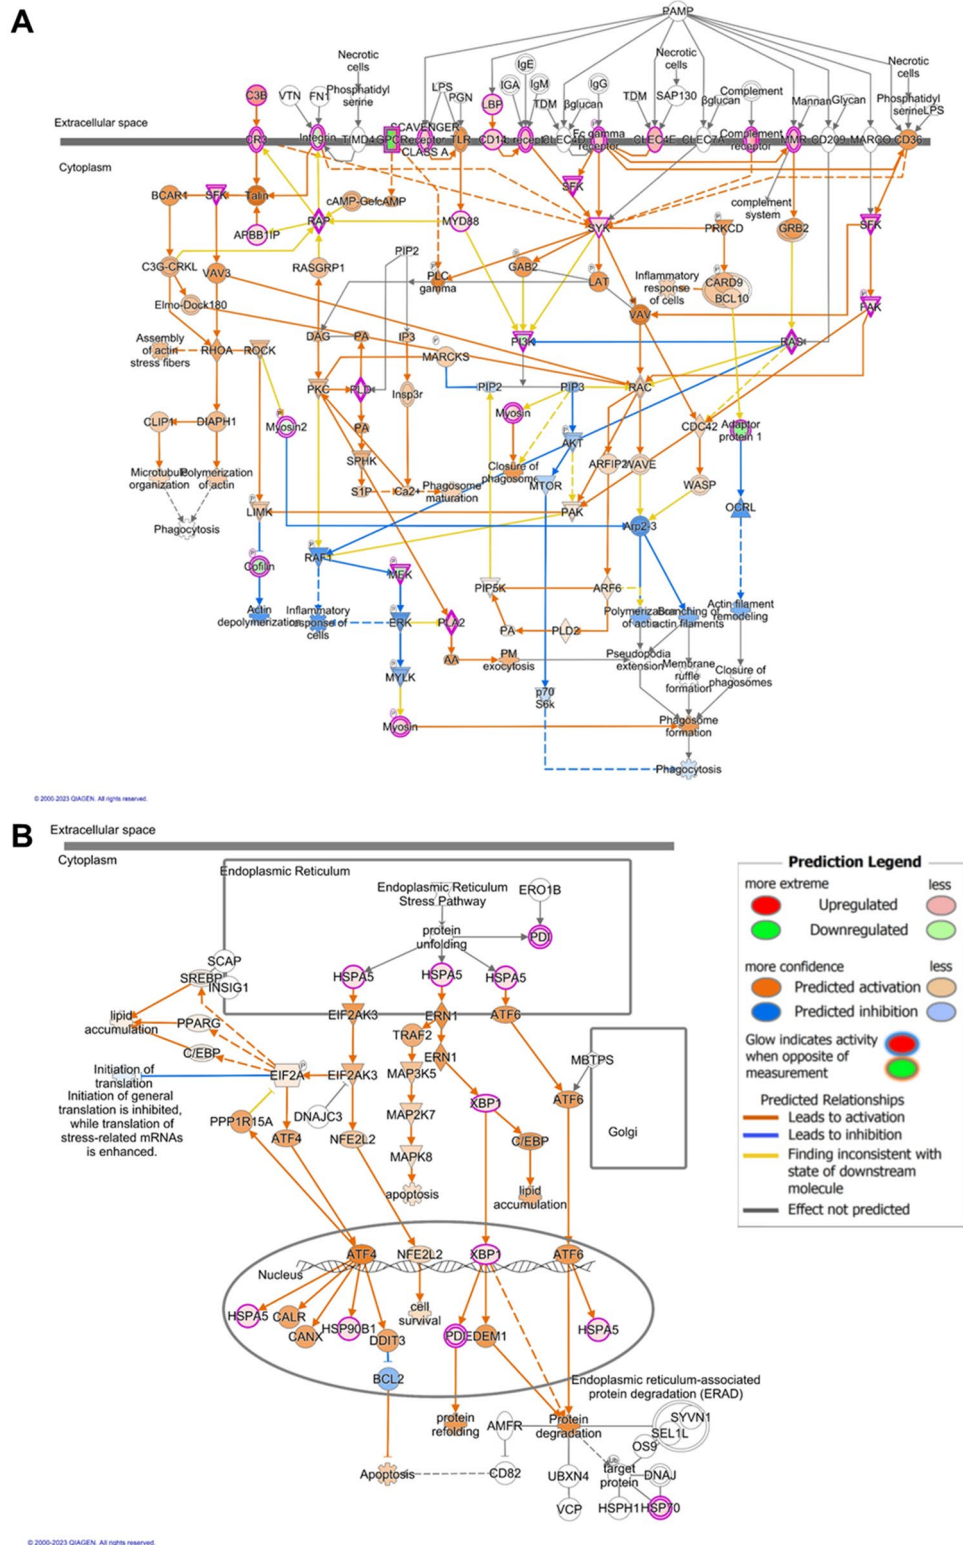 A
PAMP
Necrotic
cells
Phosphatidyl
serine
VTN
FN1
C3B
LPS
PGN
LBP
IgE
IGA
IgM
TDM
βglucan
IgG
TDM
Necrotic
cells
SAP130
βglucan
Complement
Mannan
Glycan
Necrotic
cells
Phosphatidyl
serine
LPS
Extracellular space
CR3
Integrin
TIMD4
GPCR
SCAVENGER
Receptor
CLASS A
TLR
CD14
Fc gamma
receptor
CLEC4E
CLEC7A
Complement
receptor
MMR
CD209
MARCO
CD36
Cytoplasm
BCAR1
SFK
Talin
cAMP-Gef
cAMP
APBB1IP
RAP
MYD88
SFK
SYK
PRKCD
complement
system
GRB2
SFK
C3G-CRKL
VAV3
RASGRP1
PIP2
PLC
gamma
GAB2
LAT
Inflammatory
response
of cells
CARD9
BCL10
Elmo-Dock180
VAV
PAK
Assembly
of actin
stress fibers
RHOA
ROCK
DAG
PA
IP3
MARCKS
PI3K
RAS
PKC
PLD
Insp3r
PIP2
PIP3
RAC
CLIP1
DIAPH1
Myosin2
PA
Myosin
AKT
CDC42
Adaptor
protein 1
Microtubule
organization
Polymerization
of actin
SPHK
S1P
Ca2+
Phagosome
maturation
Closure of
phagosome
MTOR
ARFIP2
WAVE
WASP
OCRL
Phagocytosis
LIMK
PAK
Arp2-3
Cofilin
RAF1
MEK
PIP5K
ARF6
Actin
depolymerization
Inflammatory
response of
cells
ERK
PLA2
PA
PLD2
Polymerization
of actin
Branching of
actin filaments
Actin filament
remodeling
AA
PM
exocytosis
Pseudopodia
extension
Membrane
ruffle
formation
Closure of
phagosomes
MYLK
p70
S6k
Myosin
Phagosome
formation
Phagocytosis
© 2000-2023 QIAGEN. All rights reserved.
B
Extracellular space
Cytoplasm
Endoplasmic Reticulum
Endoplasmic Reticulum
Stress Pathway
ERO1B
protein
unfolding
PDI
SCAP
SREBP
INSIG1
HSPA5
HSPA5
HSPA5
lipid
accumulation
PPARG
EIF2AK3
ERN1
ATF6
TRAF2
C/EBP
ERN1
MBTPS
Initiation of
translation
Initiation of general
translation is inhibited,
while translation of
stress-related mRNAs
is enhanced.
EIF2A
EIF2AK3
MAP3K5
XBP1
ATF6
PPP1R15A
DNAJC3
MAP2K7
Golgi
ATF4
NFE2L2
C/EBP
MAPK8
apoptosis
lipid
accumulation
ATF4
NFE2L2
XBP1
ATF6
Nucleus
HSPA5
CALR
CANX
HSP90B1
DDIT3
cell
survival
PDI
EDEM1
HSPA5
BCL2
Endoplasmic reticulum-associated
protein degradation (ERAD)
protein
refolding
AMFR
Protein
degradation
SYVN1
SEL1L
OS9
Apoptosis
CD82
UBXN4
target
protein
DNAJ
VCP
HSPH1
HSP70
Prediction Legend
more extreme
less
Upregulated
Downregulated
more confidence
less
Predicted activation
Predicted inhibition
Glow indicates activity
when opposite of
measurement
Predicted Relationships
Leads to activation
Leads to inhibition
Finding inconsistent with
state of downstream
molecule
Effect not predicted
© 2000-2023 QIAGEN. All rights reserved.